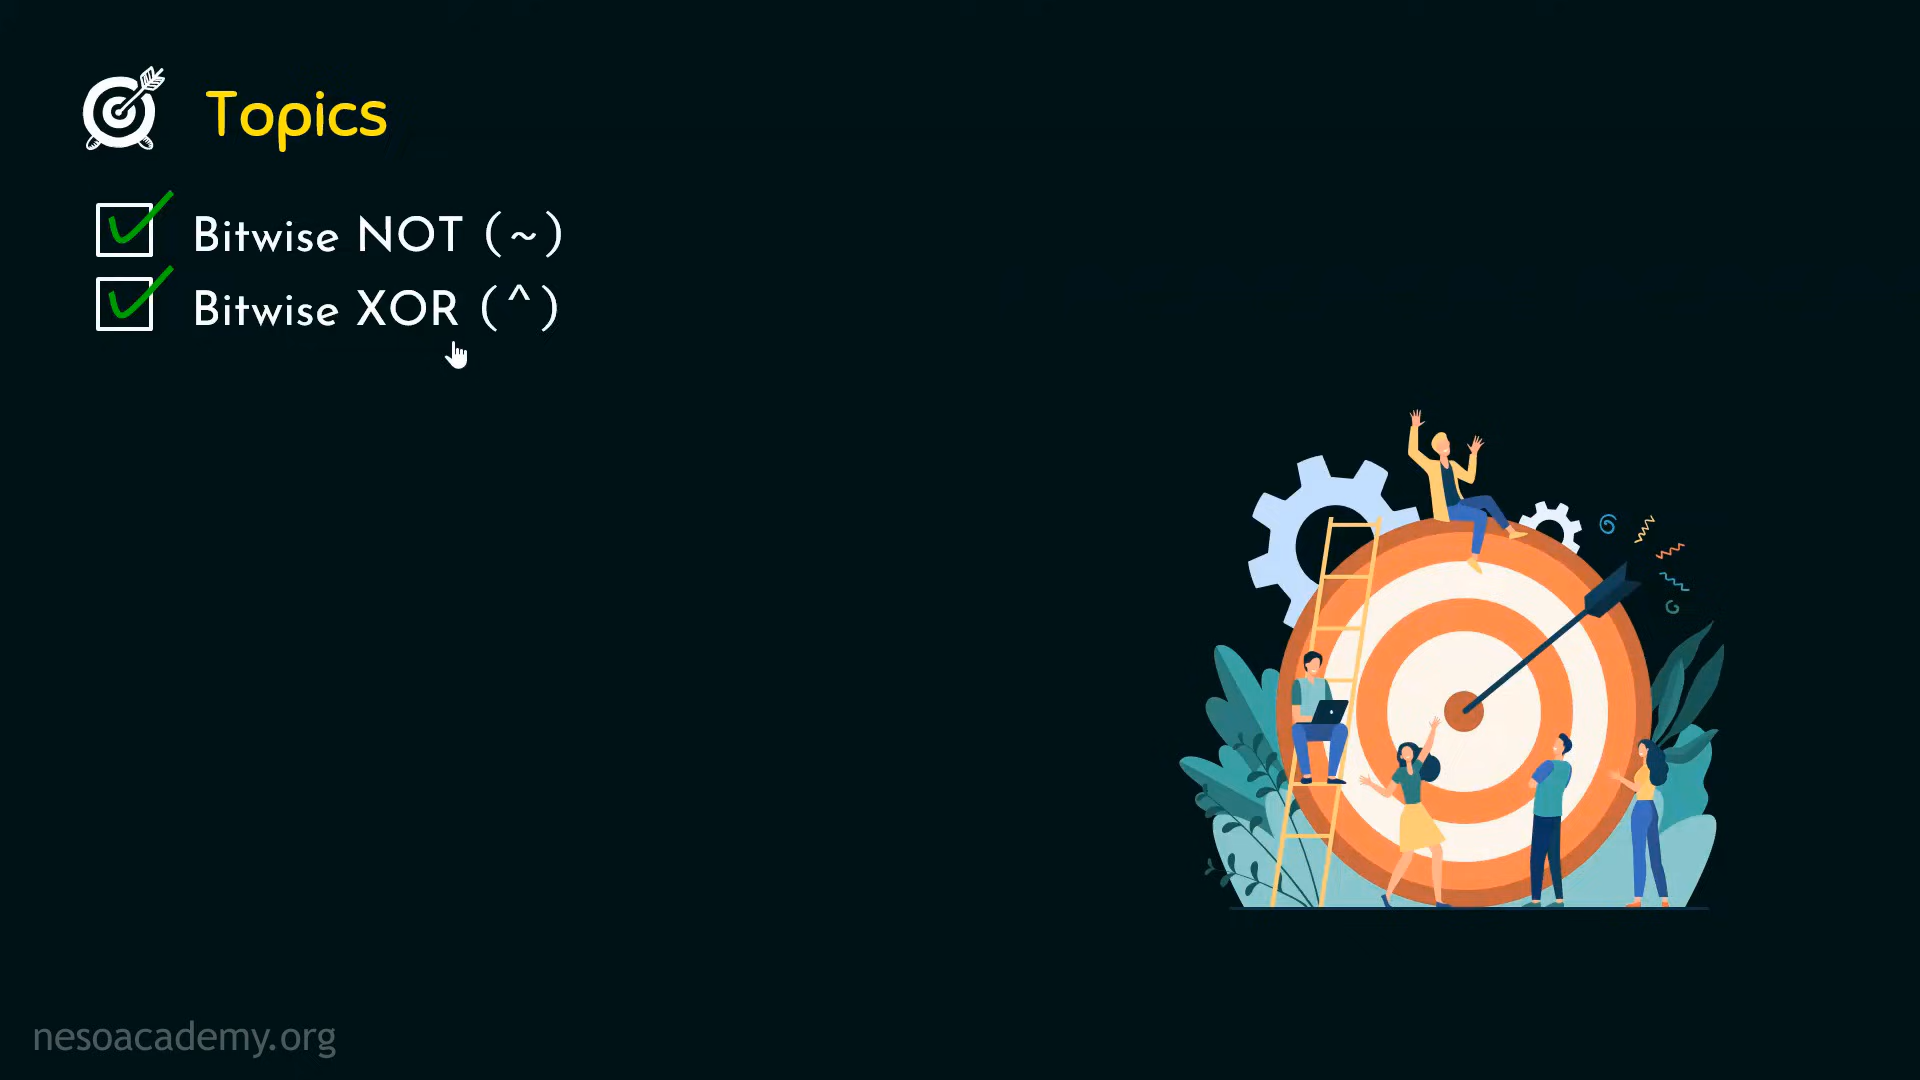 Topics
Bitwise NOT (~)
Bitwise XOR (^)
nesoacademy.org